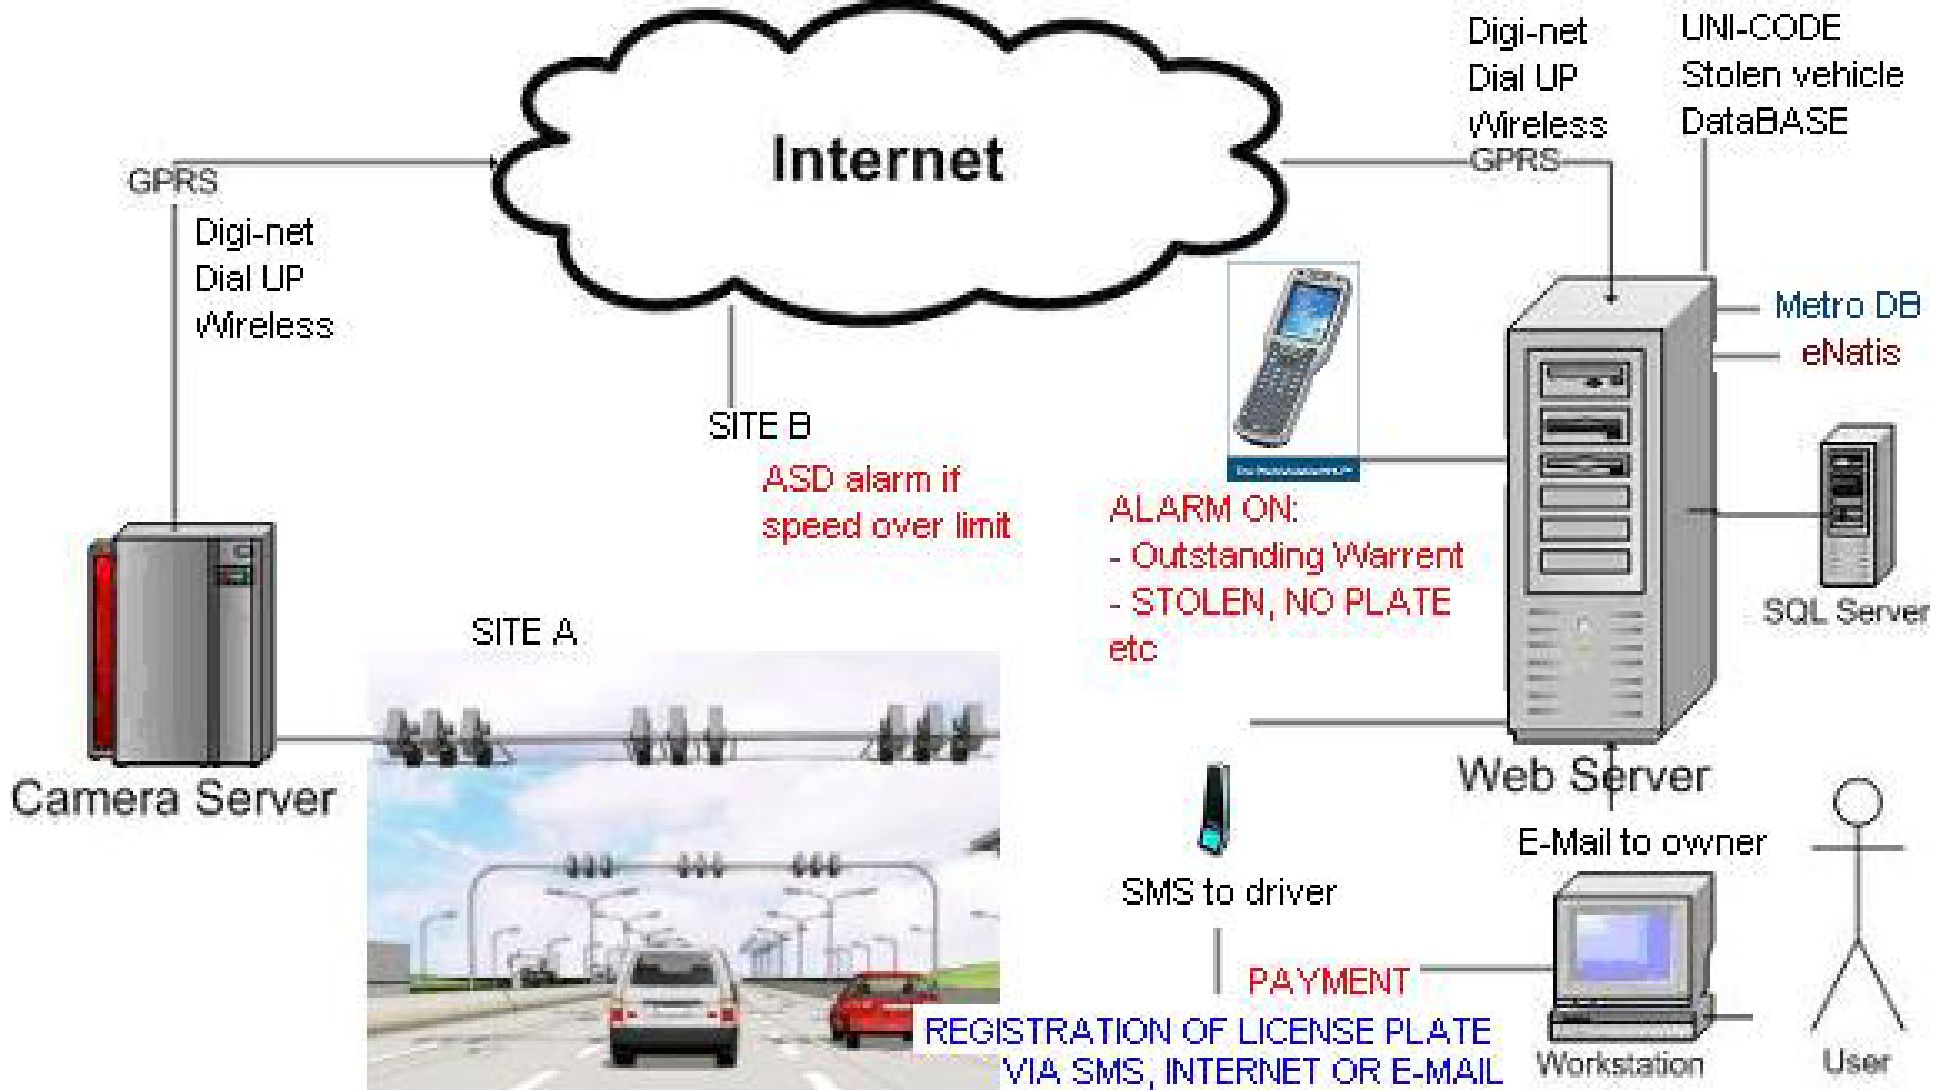 Internet
GPRS
Digi-net
Dial UP
Wireless
Digi-net
Dial UP
Wireless
GPRS
UNI-CODE
Stolen vehicle
DataBASE
Metro DB
eNatis
SITE B
ASD alarm if
speed over limit
ALARM ON:
- Outstanding Warrent
- STOLEN, NO PLATE
etc
SQL Server
SITE A
Camera Server
Web Server
E-Mail to owner
SMS to driver
PAYMENT
REGISTRATION OF LICENSE PLATE
VIA SMS, INTERNET OR E-MAIL
Workstation
User